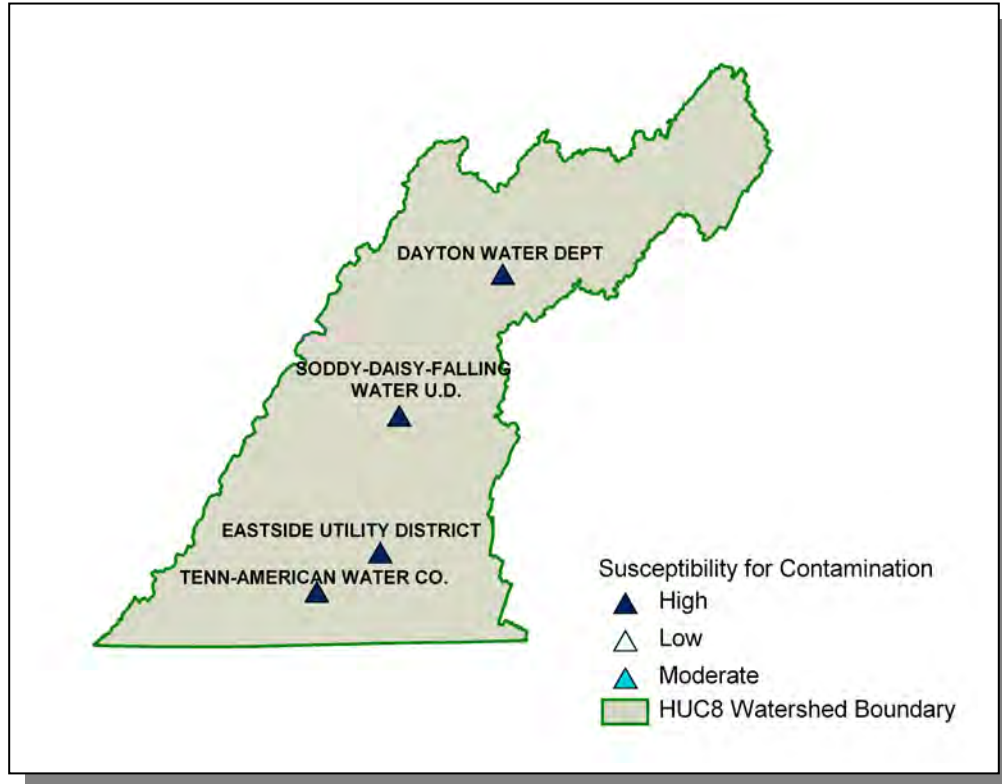 DAYTON WATER DEPT
SODDY-DAISY-FALLING
WATER U.D.
EASTSIDE UTILITY DISTRICT
TENN-AMERICAN WATER CO.
Susceptibility for Contamination
High
Low
Moderate
HUC8 Watershed Boundary